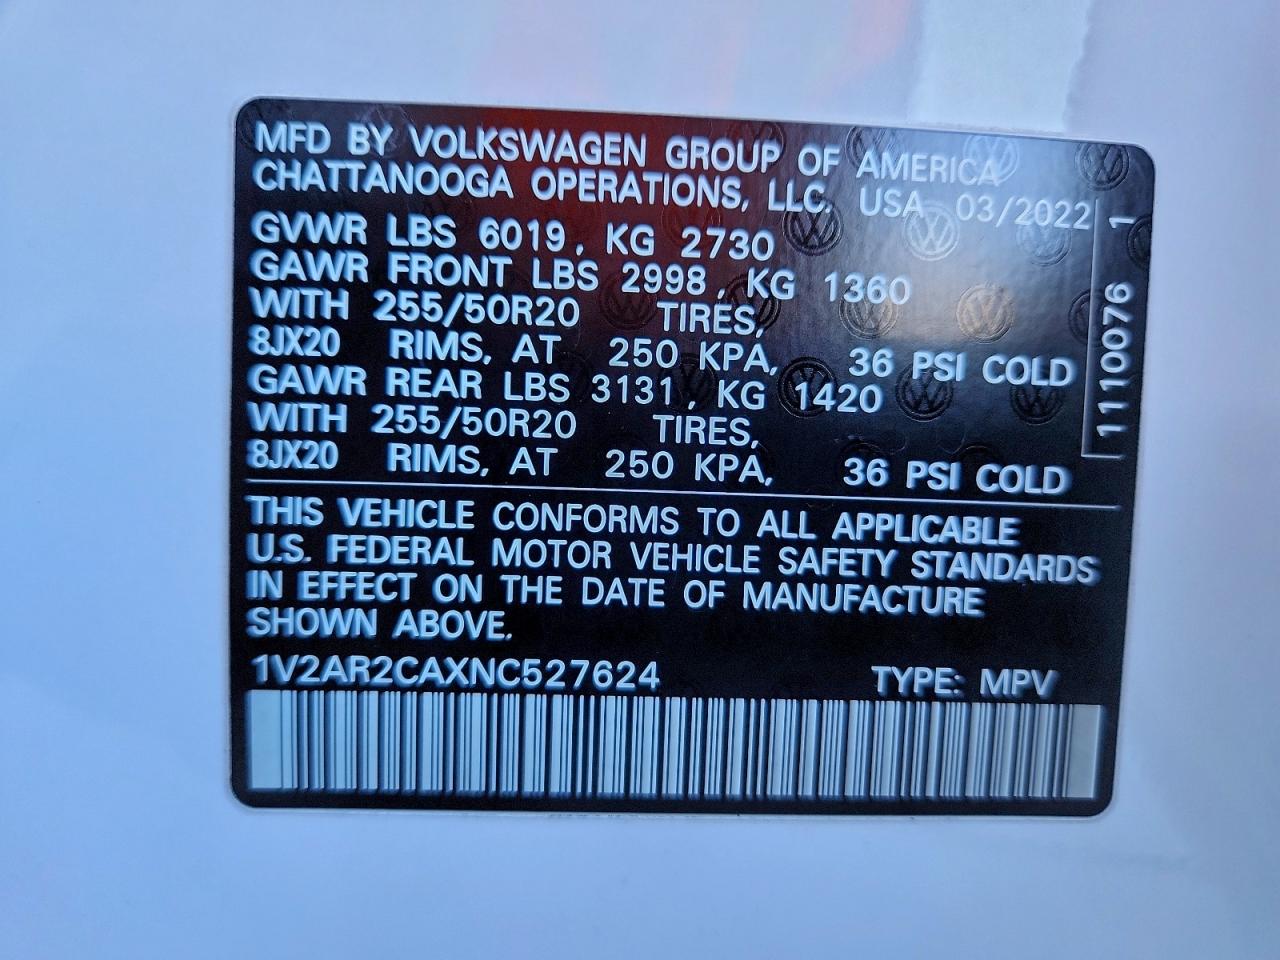 MFD BY VOLKSWAGEN GROUP OF AMERICA
CHATTANOOGA OPERATIONS, LLC. USA 03/2022
GVWR LBS 6019, KG 2730
GAWR FRONT LBS 2998, KG 1360
WITH 255/50R20 TIRES,
8JX20 RIMS, AT 250 KPA, 36 PSI COLD
GAWR REAR LBS 3131, KG 1420
WITH 255/50R20 TIRES,
8JX20 RIMS, AT 250 KPA, 36 PSI COLD
1110076 1
THIS VEHICLE CONFORMS TO ALL APPLICABLE
U.S. FEDERAL MOTOR VEHICLE SAFETY STANDARDS
IN EFFECT ON THE DATE OF MANUFACTURE
SHOWN ABOVE.
1V2AR2CAXNC527624 TYPE: MPV